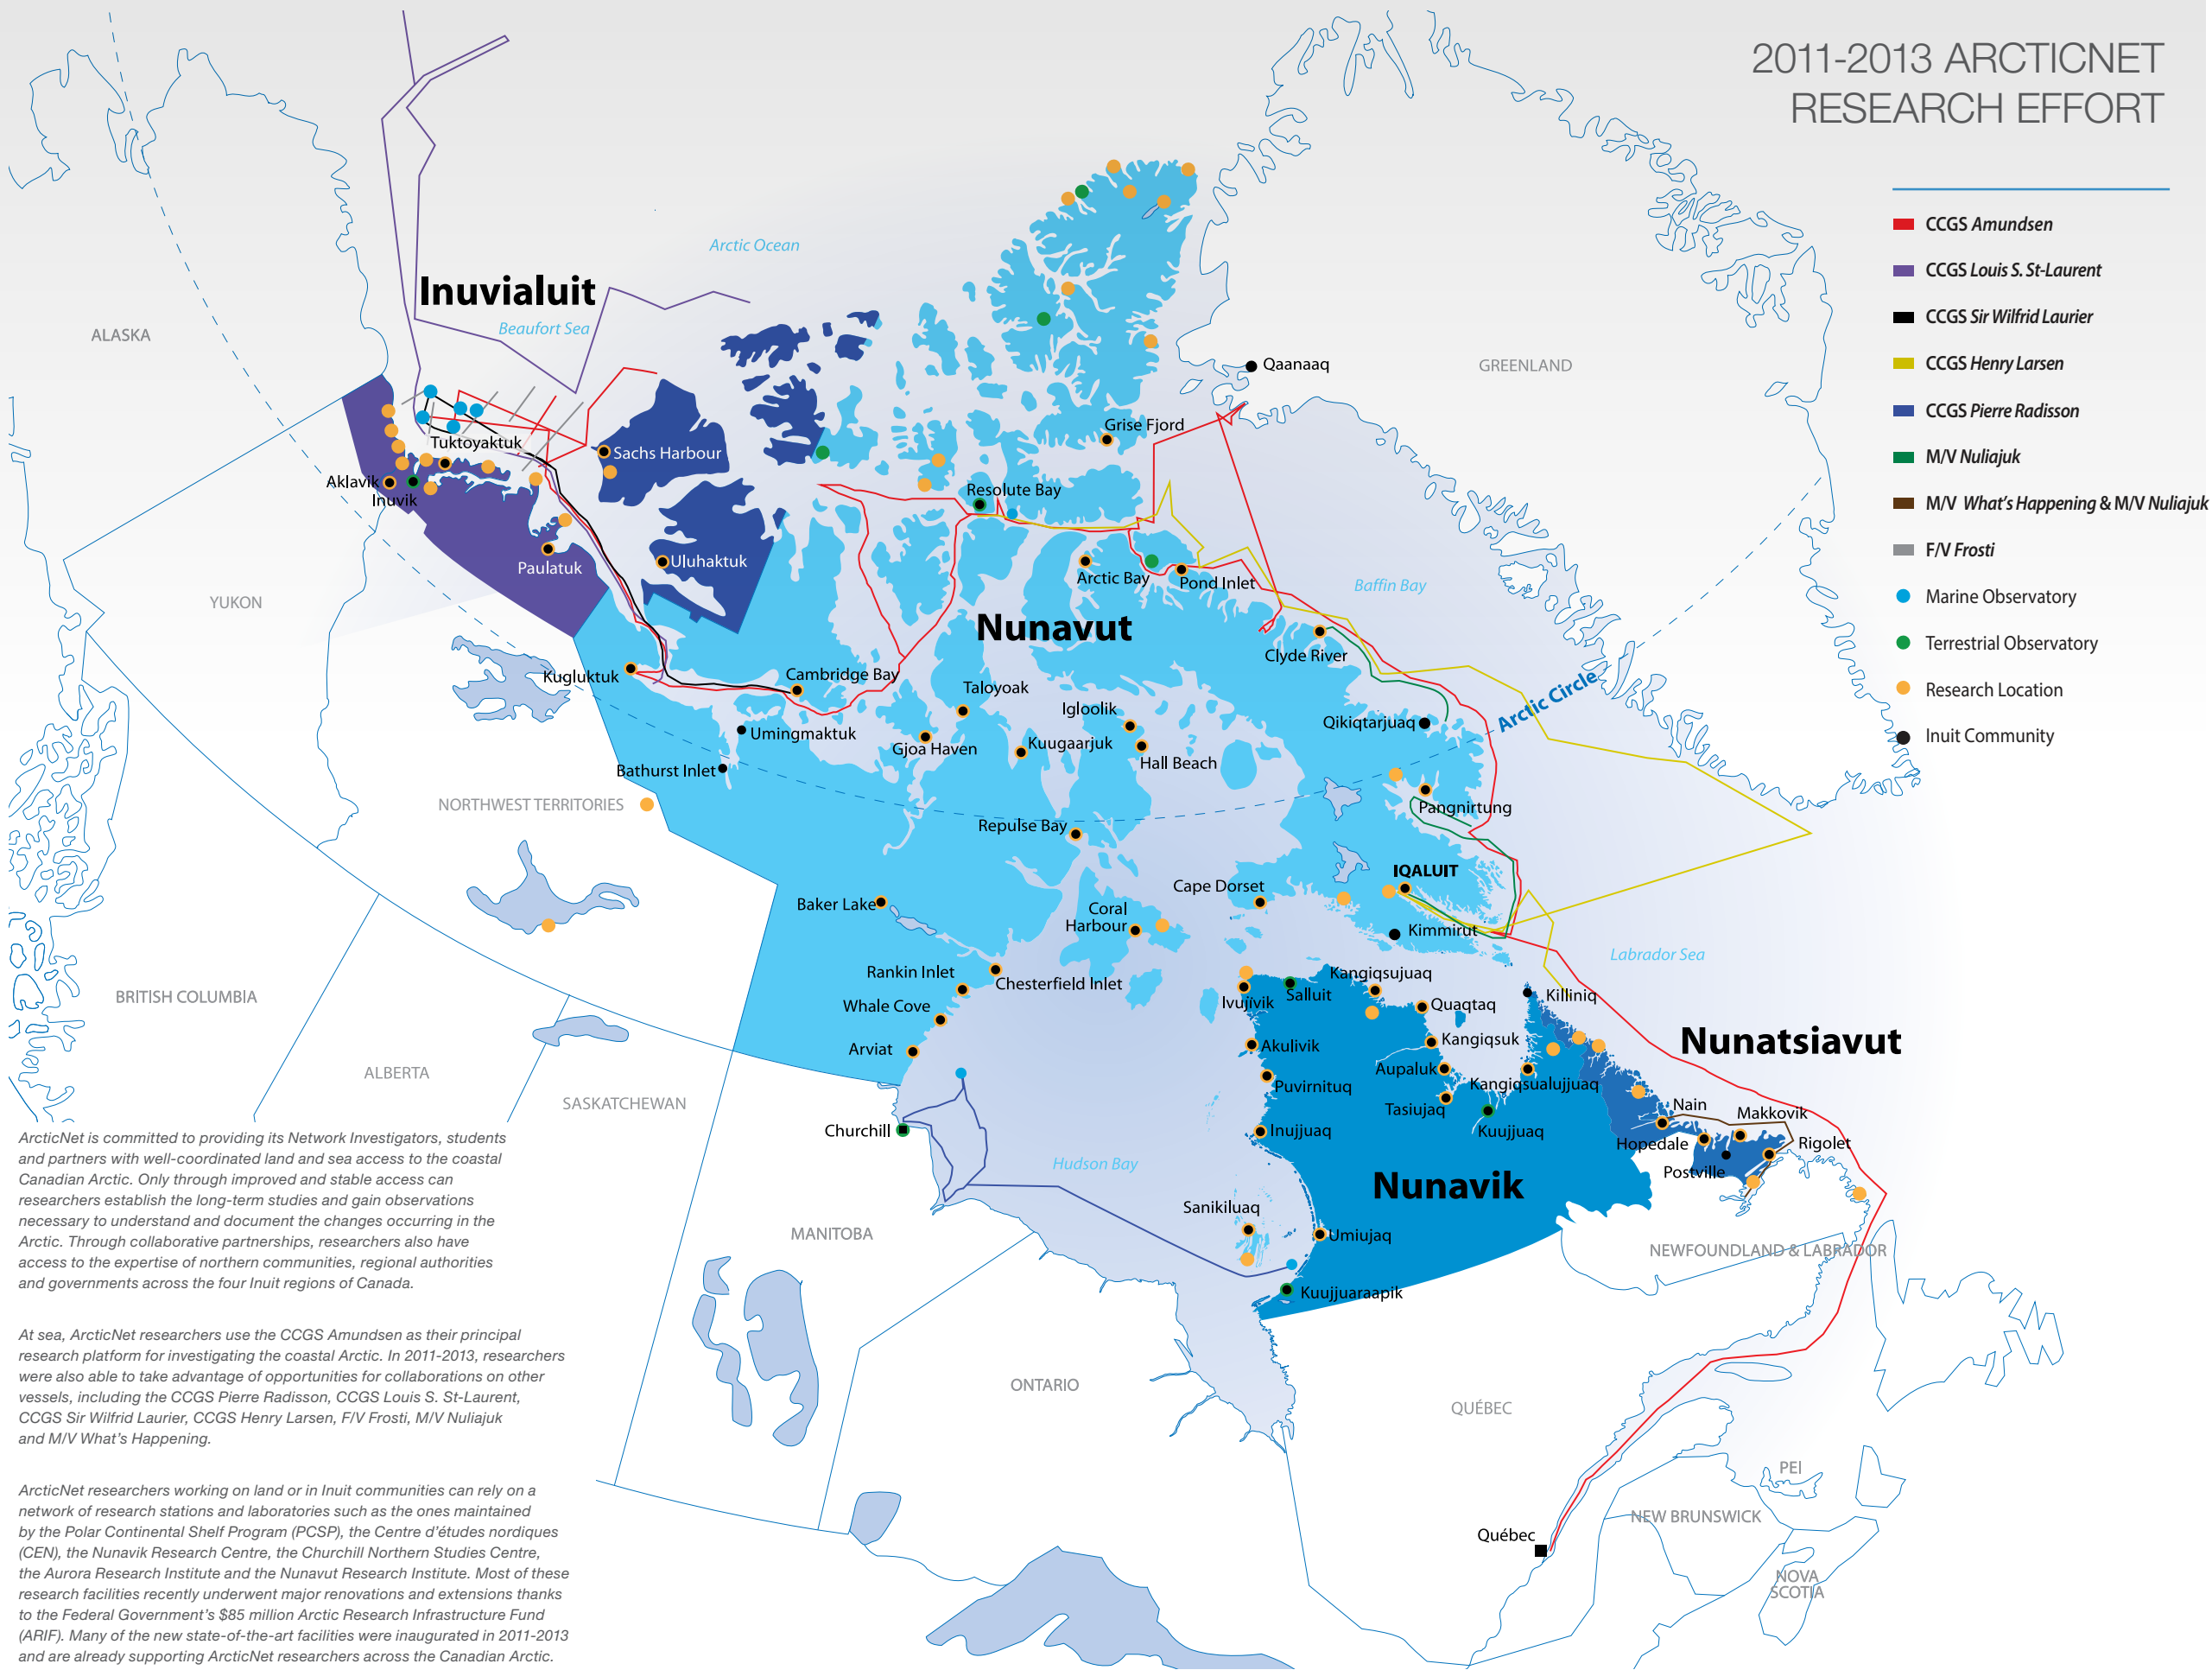 2011-2013 ARCTICNET
RESEARCH EFFORT
CCGS Amundsen
CCGS Louis S. St-Laurent
CCGS Sir Wilfrid Laurier
CCGS Henry Larsen
CCGS Pierre Radisson
M/V Nuliajuk
M/V What's Happening & M/V Nuliajuk
F/V Frosti
Marine Observatory
Terrestrial Observatory
Research Location
Inuit Community
Arctic Ocean
Inuvialuit
Beaufort Sea
ALASKA
Qaanaaq
GREENLAND
Grise Fjord
Tuktoyaktuk
Sachs Harbour
Aklavik
Inuvik
Resolute Bay
Paulatuk
Uluhaktuk
Arctic Bay
Pond Inlet
Baffin Bay
YUKON
Nunavut
Clyde River
Kugluktuk
Cambridge Bay
Taloyoak
Arctic Circle
Igloolik
Qikiqtarjuaq
Umingmaktuk
Gjoa Haven
Kuugaarjuk
Hall Beach
Bathurst Inlet
NORTHWEST TERRITORIES
Pangnirtung
Repulse Bay
IQALUIT
Cape Dorset
Baker Lake
Coral
Harbour
Kimmirut
Labrador Sea
Rankin Inlet
Chesterfield Inlet
Kangiqsujuaq
Ivujivik
Salluit
Killiniq
BRITISH COLUMBIA
Whale Cove
Quaqtaq
Nunatsiavut
Arviat
Akulivik
Kangiqsuk
ALBERTA
Aupaluk
Kangiqsualujjuaq
Puvirnituq
SASKATCHEWAN
Tasiujaq
Nain
Makkovik
Churchill
Inujjuaq
Kuujjuaq
Hopedale
Rigolet
Hudson Bay
Postville
Nunavik
Sanikiluaq
MANITOBA
Umiujaq
NEWFOUNDLAND & LABRADOR
Kuujjuaraapik
ONTARIO
QUÉBEC
PEI
NEW BRUNSWICK
Québec
NOVA
SCOTIA
ArcticNet is committed to providing its Network Investigators, students
and partners with well-coordinated land and sea access to the coastal
Canadian Arctic. Only through improved and stable access can
researchers establish the long-term studies and gain observations
necessary to understand and document the changes occurring in the
Arctic. Through collaborative partnerships, researchers also have
access to the expertise of northern communities, regional authorities
and governments across the four Inuit regions of Canada.
At sea, ArcticNet researchers use the CCGS Amundsen as their principal
research platform for investigating the coastal Arctic. In 2011-2013, researchers
were also able to take advantage of opportunities for collaborations on other
vessels, including the CCGS Pierre Radisson, CCGS Louis S. St-Laurent,
CCGS Sir Wilfrid Laurier, CCGS Henry Larsen, F/V Frosti, M/V Nuliajuk
and M/V What's Happening.
ArcticNet researchers working on land or in Inuit communities can rely on a
network of research stations and laboratories such as the ones maintained
by the Polar Continental Shelf Program (PCSP), the Centre d'études nordiques
(CEN), the Nunavik Research Centre, the Churchill Northern Studies Centre,
the Aurora Research Institute and the Nunavut Research Institute. Most of these
research facilities recently underwent major renovations and extensions thanks
to the Federal Government's $85 million Arctic Research Infrastructure Fund
(ARIF). Many of the new state-of-the-art facilities were inaugurated in 2011-2013
and are already supporting ArcticNet researchers across the Canadian Arctic.